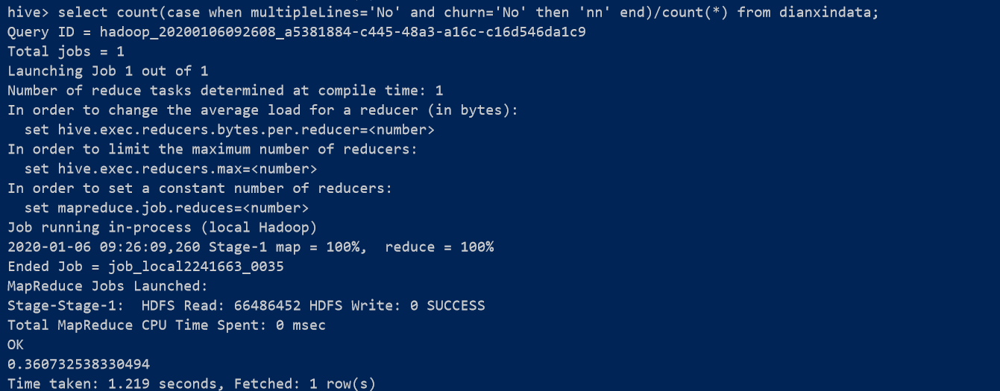 hive> select count(case when multipleLines='No' and churn='No' then 'nn' end)/count(*) from dianxindata;
Query ID = hadoop_20200106092608_a5381884-c445-48a3-a16c-c16d546da1c9
Total jobs = 1
Launching Job 1 out of 1
Number of reduce tasks determined at compile time: 1
In order to change the average load for a reducer (in bytes):
  set hive.exec.reducers.bytes.per.reducer=<number>
In order to limit the maximum number of reducers:
  set hive.exec.reducers.max=<number>
In order to set a constant number of reducers:
  set mapreduce.job.reduces=<number>
Job running in-process (local Hadoop)
2020-01-06 09:26:09,260 Stage-1 map = 100%,  reduce = 100%
Ended Job = job_local2241663_0035
MapReduce Jobs Launched:
Stage-Stage-1:  HDFS Read: 66486452 HDFS Write: 0 SUCCESS
Total MapReduce CPU Time Spent: 0 msec
OK
0.360732538330494
Time taken: 1.219 seconds, Fetched: 1 row(s)